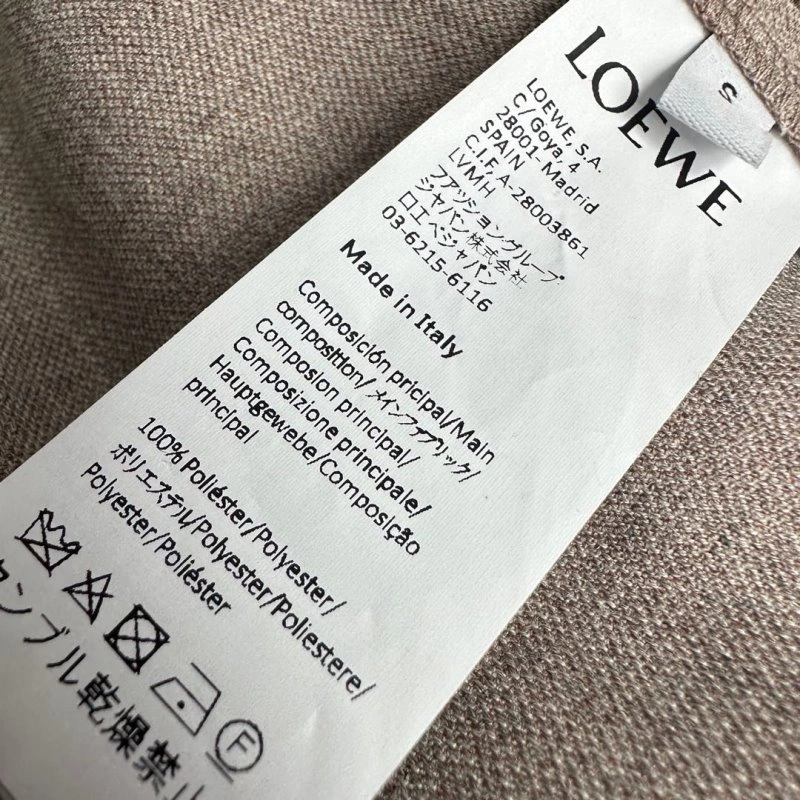 LOEWE
S
LOEWE, S.A.
C/Goya, 4
28001- Madrid
SPAIN
C.I.F.A-28003861
LVMH
ファッショングループ
ジャパン株式会社
ロエベジャパン
03-6215-6116
Made in Italy
Composición pricipal/Main
composition/メインファブリック/
Composion principal/
Composizione principale/
Hauptgewebe/Composição
principal
100% Poliéster/Polyester/
ポリエステル/Polyester/Poliestere/
Polyester/Poliéster
F
タンブル乾燥禁止